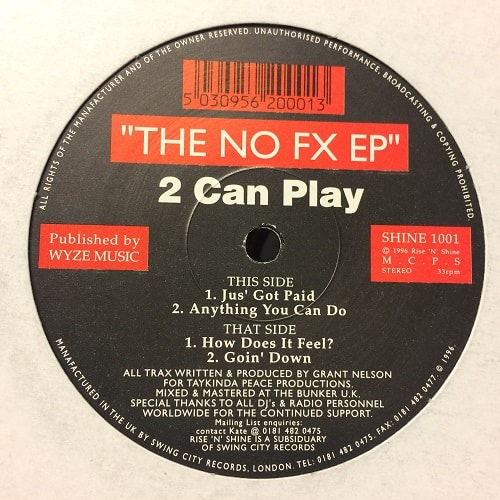 ALL RIGHTS OF THE MANUFACTURER AND OF THE OWNER RESERVED. UNAUTHORISED PERFORMANCE, BROADCASTING & COPYING PROHIBITED.
5 030956 200013
"THE NO FX EP"
2 Can Play
Published by
WYZE MUSIC
SHINE 1001
© 1996 Rise 'N' Shine
M.C.P.S
STEREO 33rpm
THIS SIDE
1. Jus' Got Paid
2. Anything You Can Do
THAT SIDE
1. How Does It Feel?
2. Goin' Down
ALL TRAX WRITTEN & PRODUCED BY GRANT NELSON
FOR TAYKINDA PEACE PRODUCTIONS.
MIXED & MASTERED AT THE BUNKER U.K.
SPECIAL THANKS TO ALL DJ's & RADIO PERSONNEL
WORLDWIDE FOR THE CONTINUED SUPPORT.
Mailing List enquiries:
contact Kate @ 0181 482 0475
RISE 'N' SHINE IS A SUBSIDUARY
OF SWING CITY RECORDS
MANUFACTURED IN THE UK BY SWING CITY RECORDS, LONDON. TEL: 0181 482 0475. FAX: 0181 482 0477. © 1996.